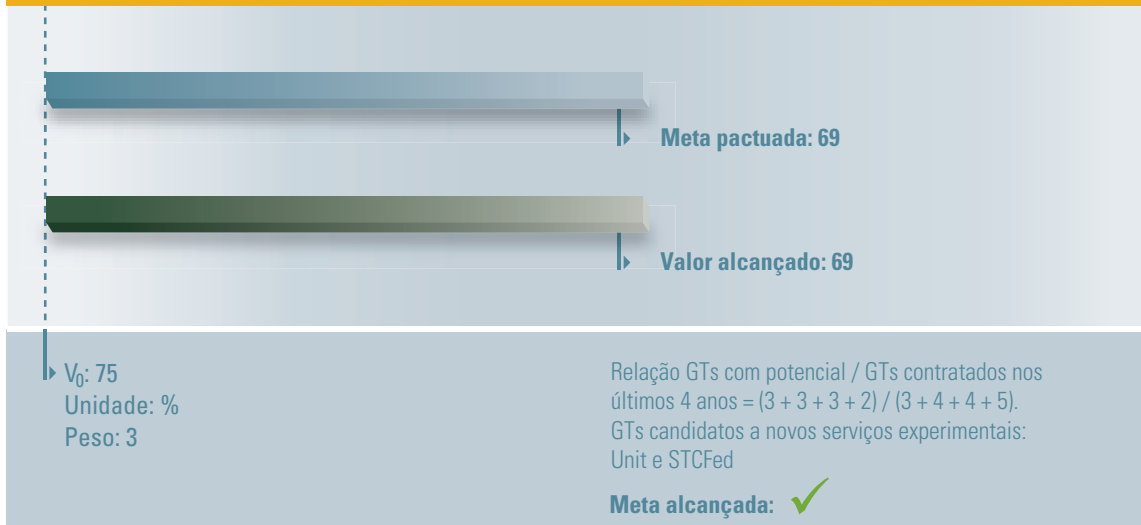 Meta pactuada: 69
Valor alcançado: 69
V₀: 75
Unidade: %
Peso: 3
Relação GTs com potencial / GTs contratados nos
últimos 4 anos = (3 + 3 + 3 + 2) / (3 + 4 + 4 + 5).
GTs candidatos a novos serviços experimentais:
Unit e STCFed
Meta alcançada: ✓